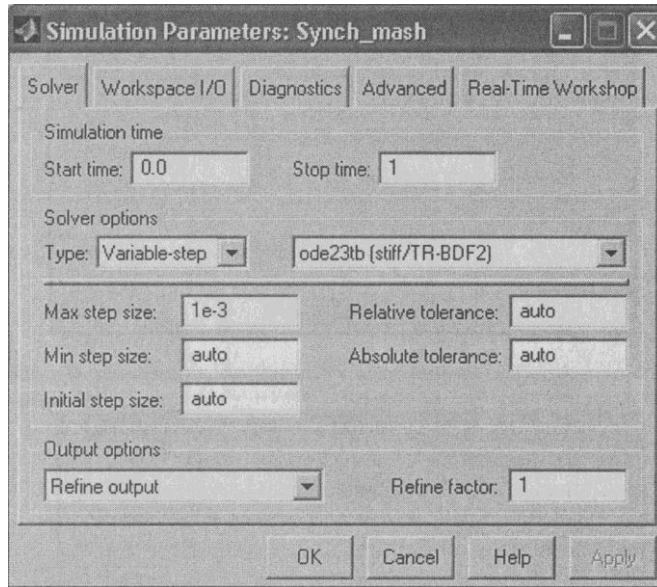 Simulation Parameters: Synch_mash
Solver Workspace I/O Diagnostics Advanced Real-Time Workshop
Simulation time
Start time: 0.0 Stop time: 1
Solver options
Type: Variable-step ode23tb (stiff/TR-BDF2)
Max step size: 1e-3 Relative tolerance: auto
Min step size: auto Absolute tolerance: auto
Initial step size: auto
Output options
Refine output Refine factor: 1
OK Cancel Help Apply